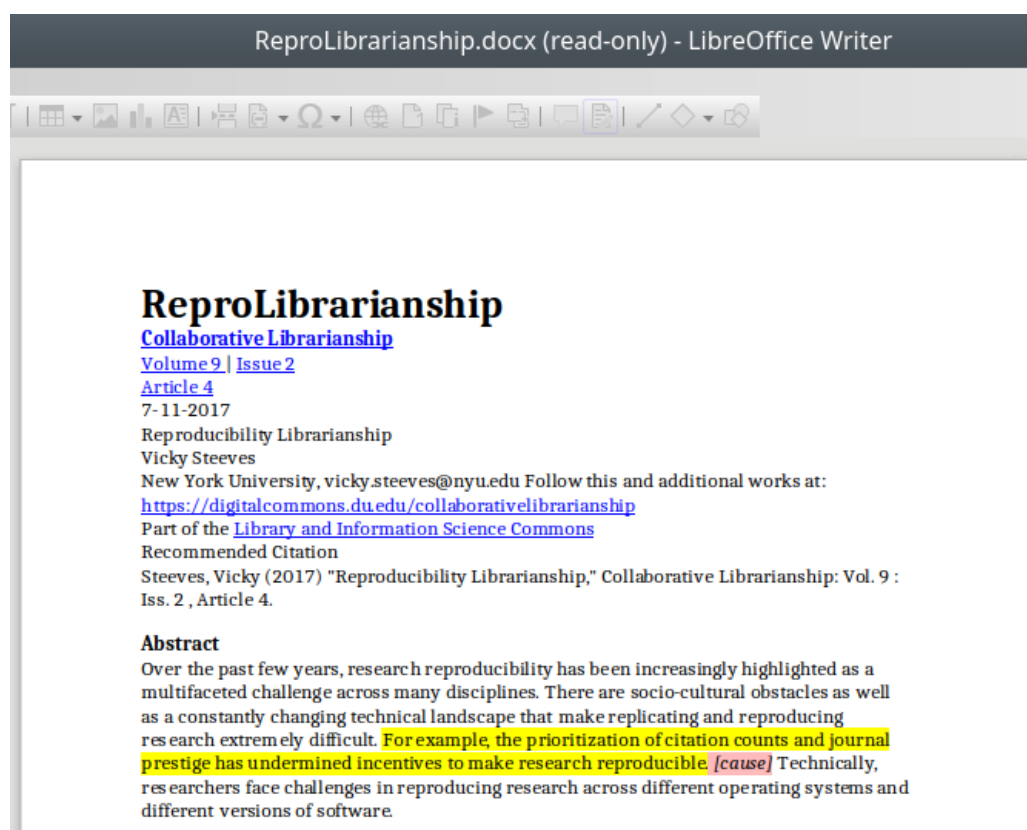 ReproLibrarianship.docx (read-only) - LibreOffice Writer
ReproLibrarianship
Collaborative Librarianship
Volume 9 | Issue 2
Article 4
7-11-2017
Reproducibility Librarianship
Vicky Steeves
New York University, vicky.steeves@nyu.edu Follow this and additional works at:
https://digitalcommons.du.edu/collaborativelibrarianship
Part of the Library and Information Science Commons
Recommended Citation
Steeves, Vicky (2017) "Reproducibility Librarianship," Collaborative Librarianship: Vol. 9 :
Iss. 2 , Article 4.
Abstract
Over the past few years, research reproducibility has been increasingly highlighted as a
multifaceted challenge across many disciplines. There are socio-cultural obstacles as well
as a constantly changing technical landscape that make replicating and reproducing
research extremely difficult. For example, the prioritization of citation counts and journal
prestige has undermined incentives to make research reproducible. [cause] Technically,
researchers face challenges in reproducing research across different operating systems and
different versions of software.